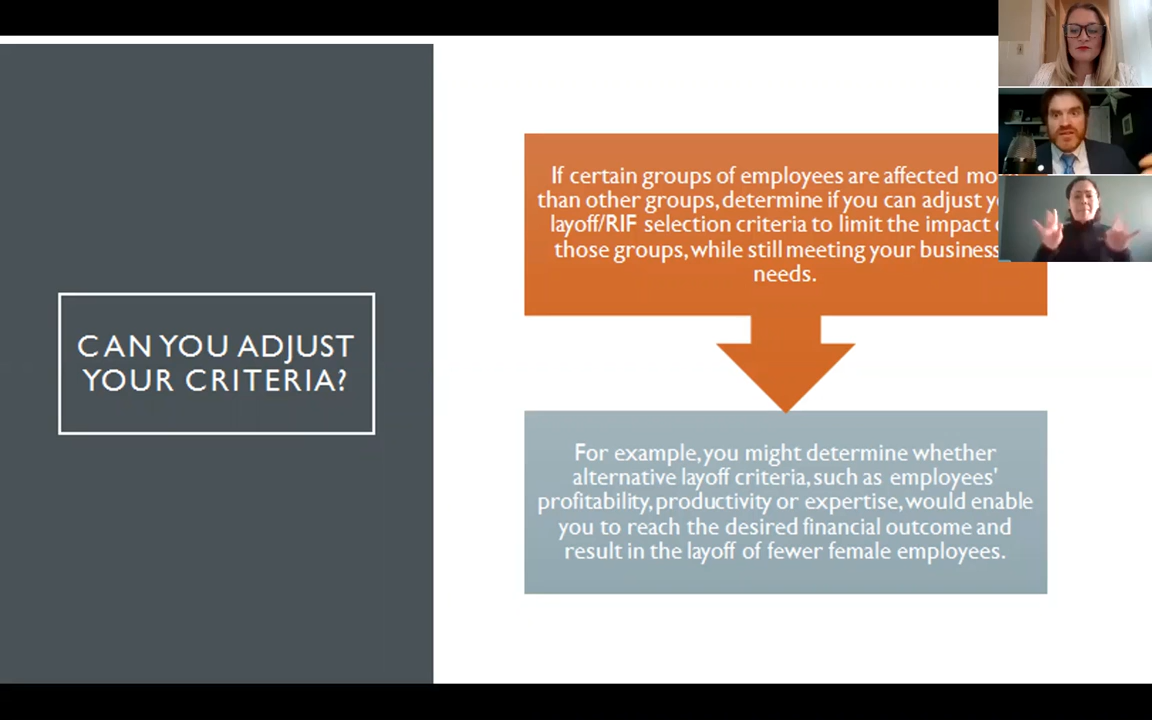 CAN YOU ADJUST
YOUR CRITERIA?
If certain groups of employees are affected
than other groups, determine if you can adjust
layoff/RIF selection criteria to limit the impact
those groups, while still meeting your business
needs.
For example, you might determine whether
alternative layoff criteria, such as employees'
profitability, productivity or expertise, would enable
you to reach the desired financial outcome and
result in the layoff of fewer female employees.